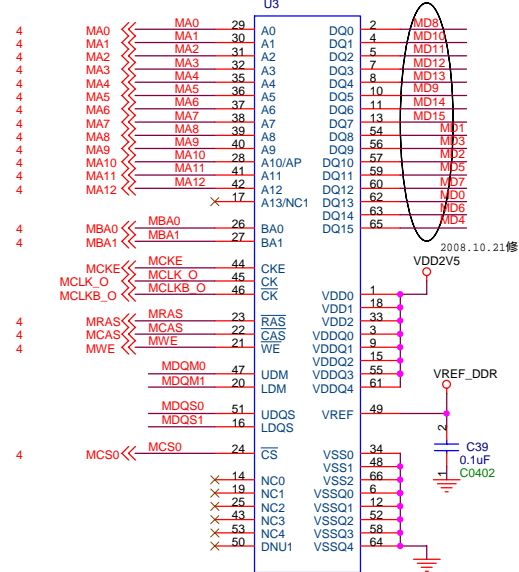 U3
4 MA0 MA0 29 A0 DQ0 2 MD8
4 MA1 MA1 30 A1 DQ1 4 MD10
4 MA2 MA2 31 A2 DQ2 5 MD11
4 MA3 MA3 32 A3 DQ3 7 MD12
4 MA4 MA4 35 A4 DQ4 8 MD13
4 MA5 MA5 36 A5 DQ5 10 MD9
4 MA6 MA6 37 A6 DQ6 11 MD14
4 MA7 MA7 38 A7 DQ7 13 MD15
4 MA8 MA8 39 A8 DQ8 54 MD1
4 MA9 MA9 40 A9 DQ9 56 MD3
4 MA10 MA10 28 A10/AP DQ10 57 MD2
4 MA11 MA11 41 A11 DQ11 59 MD5
4 MA12 MA12 42 A12 DQ12 60 MD7
17 A13/NC1 DQ13 62 MD0
DQ14 63 MD6
4 MBA0 MBA0 26 BA0 DQ15 65 MD4
4 MBA1 MBA1 27 BA1
2008.10.21修
VDD2V5
MCKE MCKE 44 CKE
MCLK_O MCLK_O 45 CK
MCLKB_O MCLKB_O 46 CK VDD0 1
VDD1 18
4 MRAS MRAS 23 RAS VDD2 33
4 MCAS MCAS 22 CAS VDDQ0 3
4 MWE MWE 21 WE VDDQ1 9
VDDQ2 15
MDQM0 47 UDM VDDQ3 55
MDQM1 20 LDM VDDQ4 61
VREF_DDR
MDQS0 51 UDQS VREF 49
MDQS1 16 LDQS
2 C39
0.1uF
1 C0402
4 MCS0 MCS0 24 CS VSS0 34
VSS1 48
14 NC0 VSS2 66
19 NC1 VSSQ0 6
25 NC2 VSSQ1 12
43 NC3 VSSQ2 52
53 NC4 VSSQ3 58
50 DNU1 VSSQ4 64